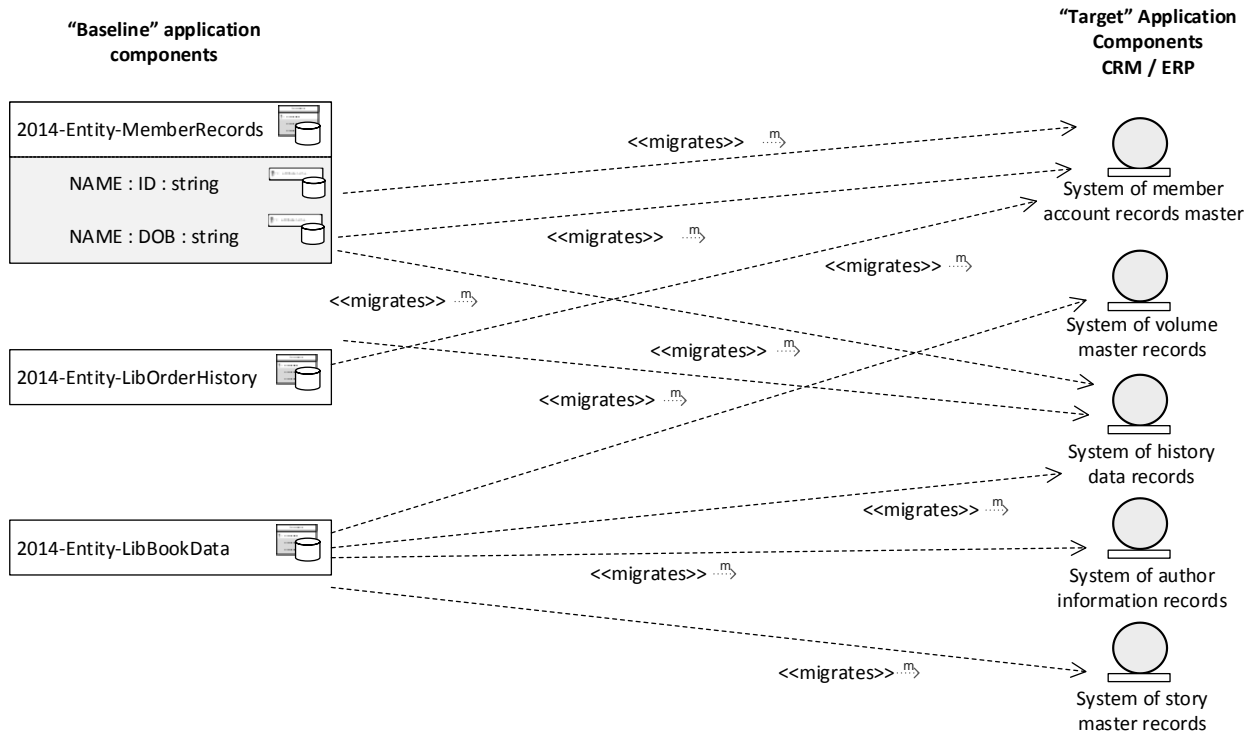 “Baseline” application
components
“Target” Application
Components
CRM / ERP
2014-Entity-MemberRecords
NAME : ID : string
NAME : DOB : string
2014-Entity-LibOrderHistory
2014-Entity-LibBookData
<<migrates>> m
<<migrates>> m
<<migrates>> m
<<migrates>> m
<<migrates>> m
<<migrates>> m
<<migrates>> m
<<migrates>> m
<<migrates>> m
System of member
account records master
System of volume
master records
System of history
data records
System of author
information records
System of story
master records